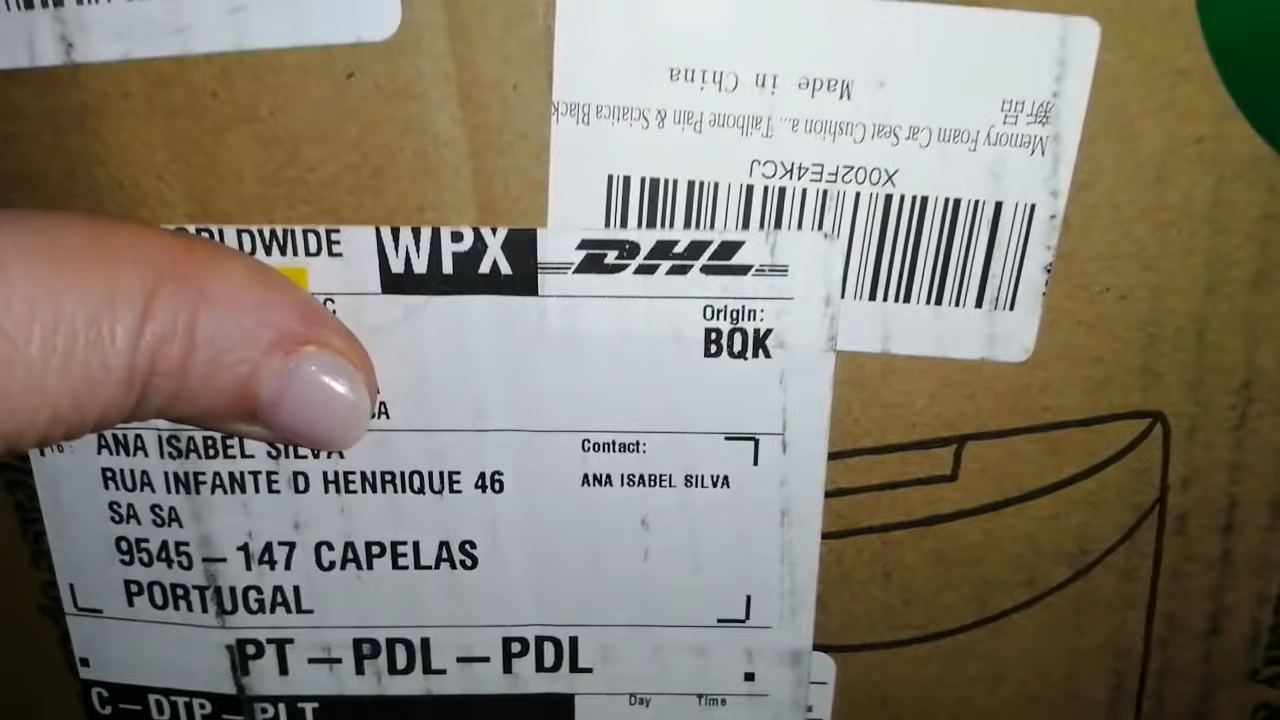 Made in China
新品
Memory Foam Car Seat Cushion a... Tailbone Pain & Sciatica Black
X002FE4KCJ
WPX
DHL
Origin:
BQK
ANA ISABEL SILVA
RUA INFANTE D HENRIQUE 46
SA SA
9545-147 CAPELAS
PORTUGAL
Contact:
ANA ISABEL SILVA
PT-PDL-PDL
C-DTP-PLT
Day Time